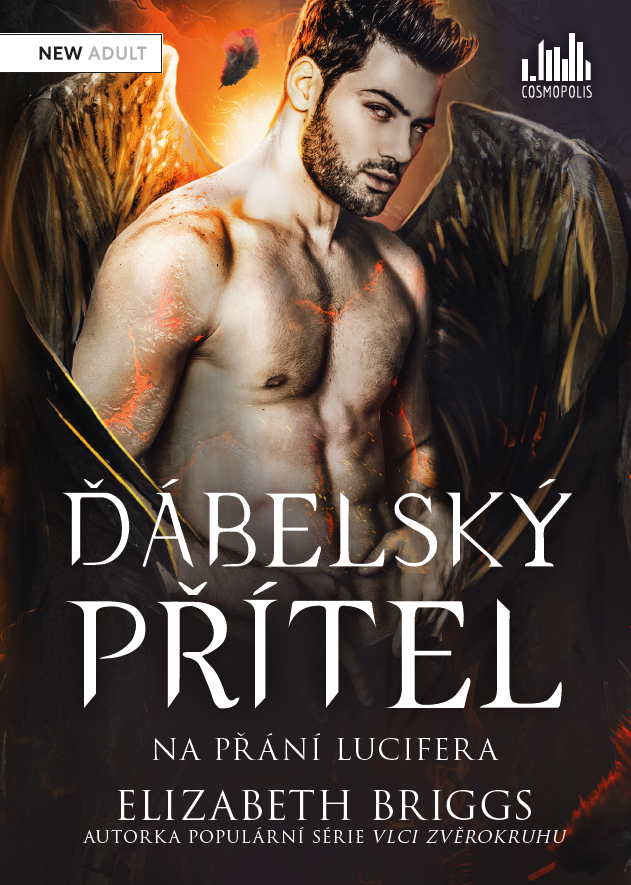 NEW ADULT
COSMOPOLIS
ĎÁBELSKÝ
PŘÍTEL
NA PŘÁNÍ LUCIFERA
ELIZABETH BRIGGS
AUTORKA POPULÁRNÍ SÉRIE VLCI ZVĚROKRUHU